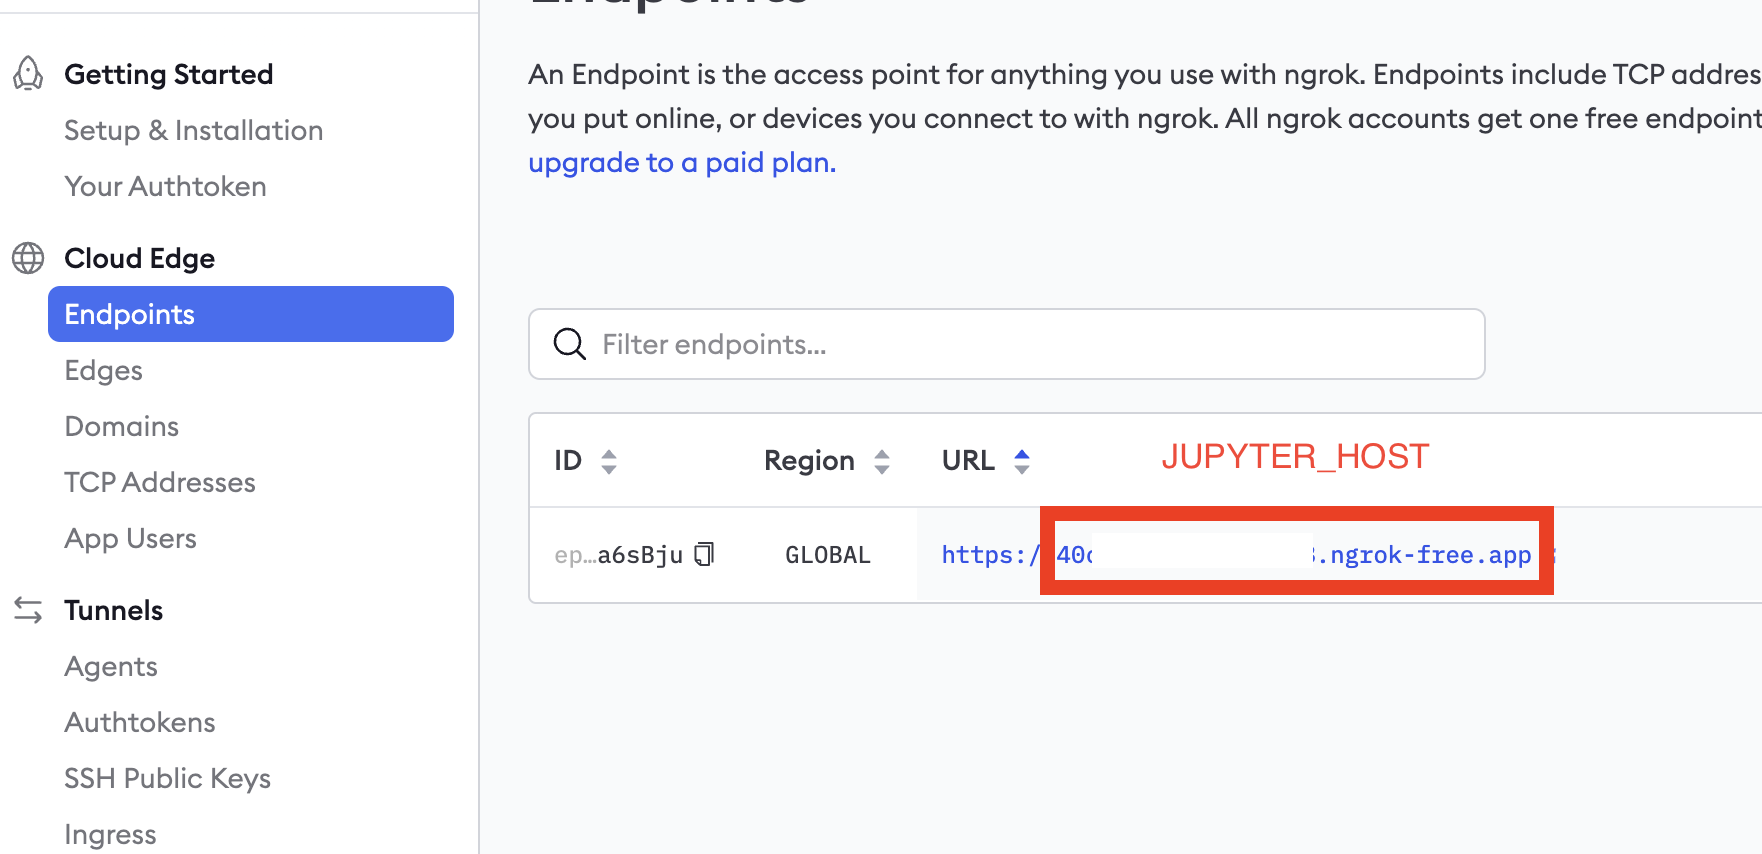 Endpoints
Getting Started
Setup & Installation
Your Authtoken
Cloud Edge
Endpoints
Edges
Domains
TCP Addresses
App Users
Tunnels
Agents
Authtokens
SSH Public Keys
Ingress
An Endpoint is the access point for anything you use with ngrok. Endpoints include TCP addres
you put online, or devices you connect to with ngrok. All ngrok accounts get one free endpoint
upgrade to a paid plan.
Filter endpoints...
ID Region URL JUPYTER_HOST
ep…a6sBju GLOBAL https:/ 40 .ngrok-free.app